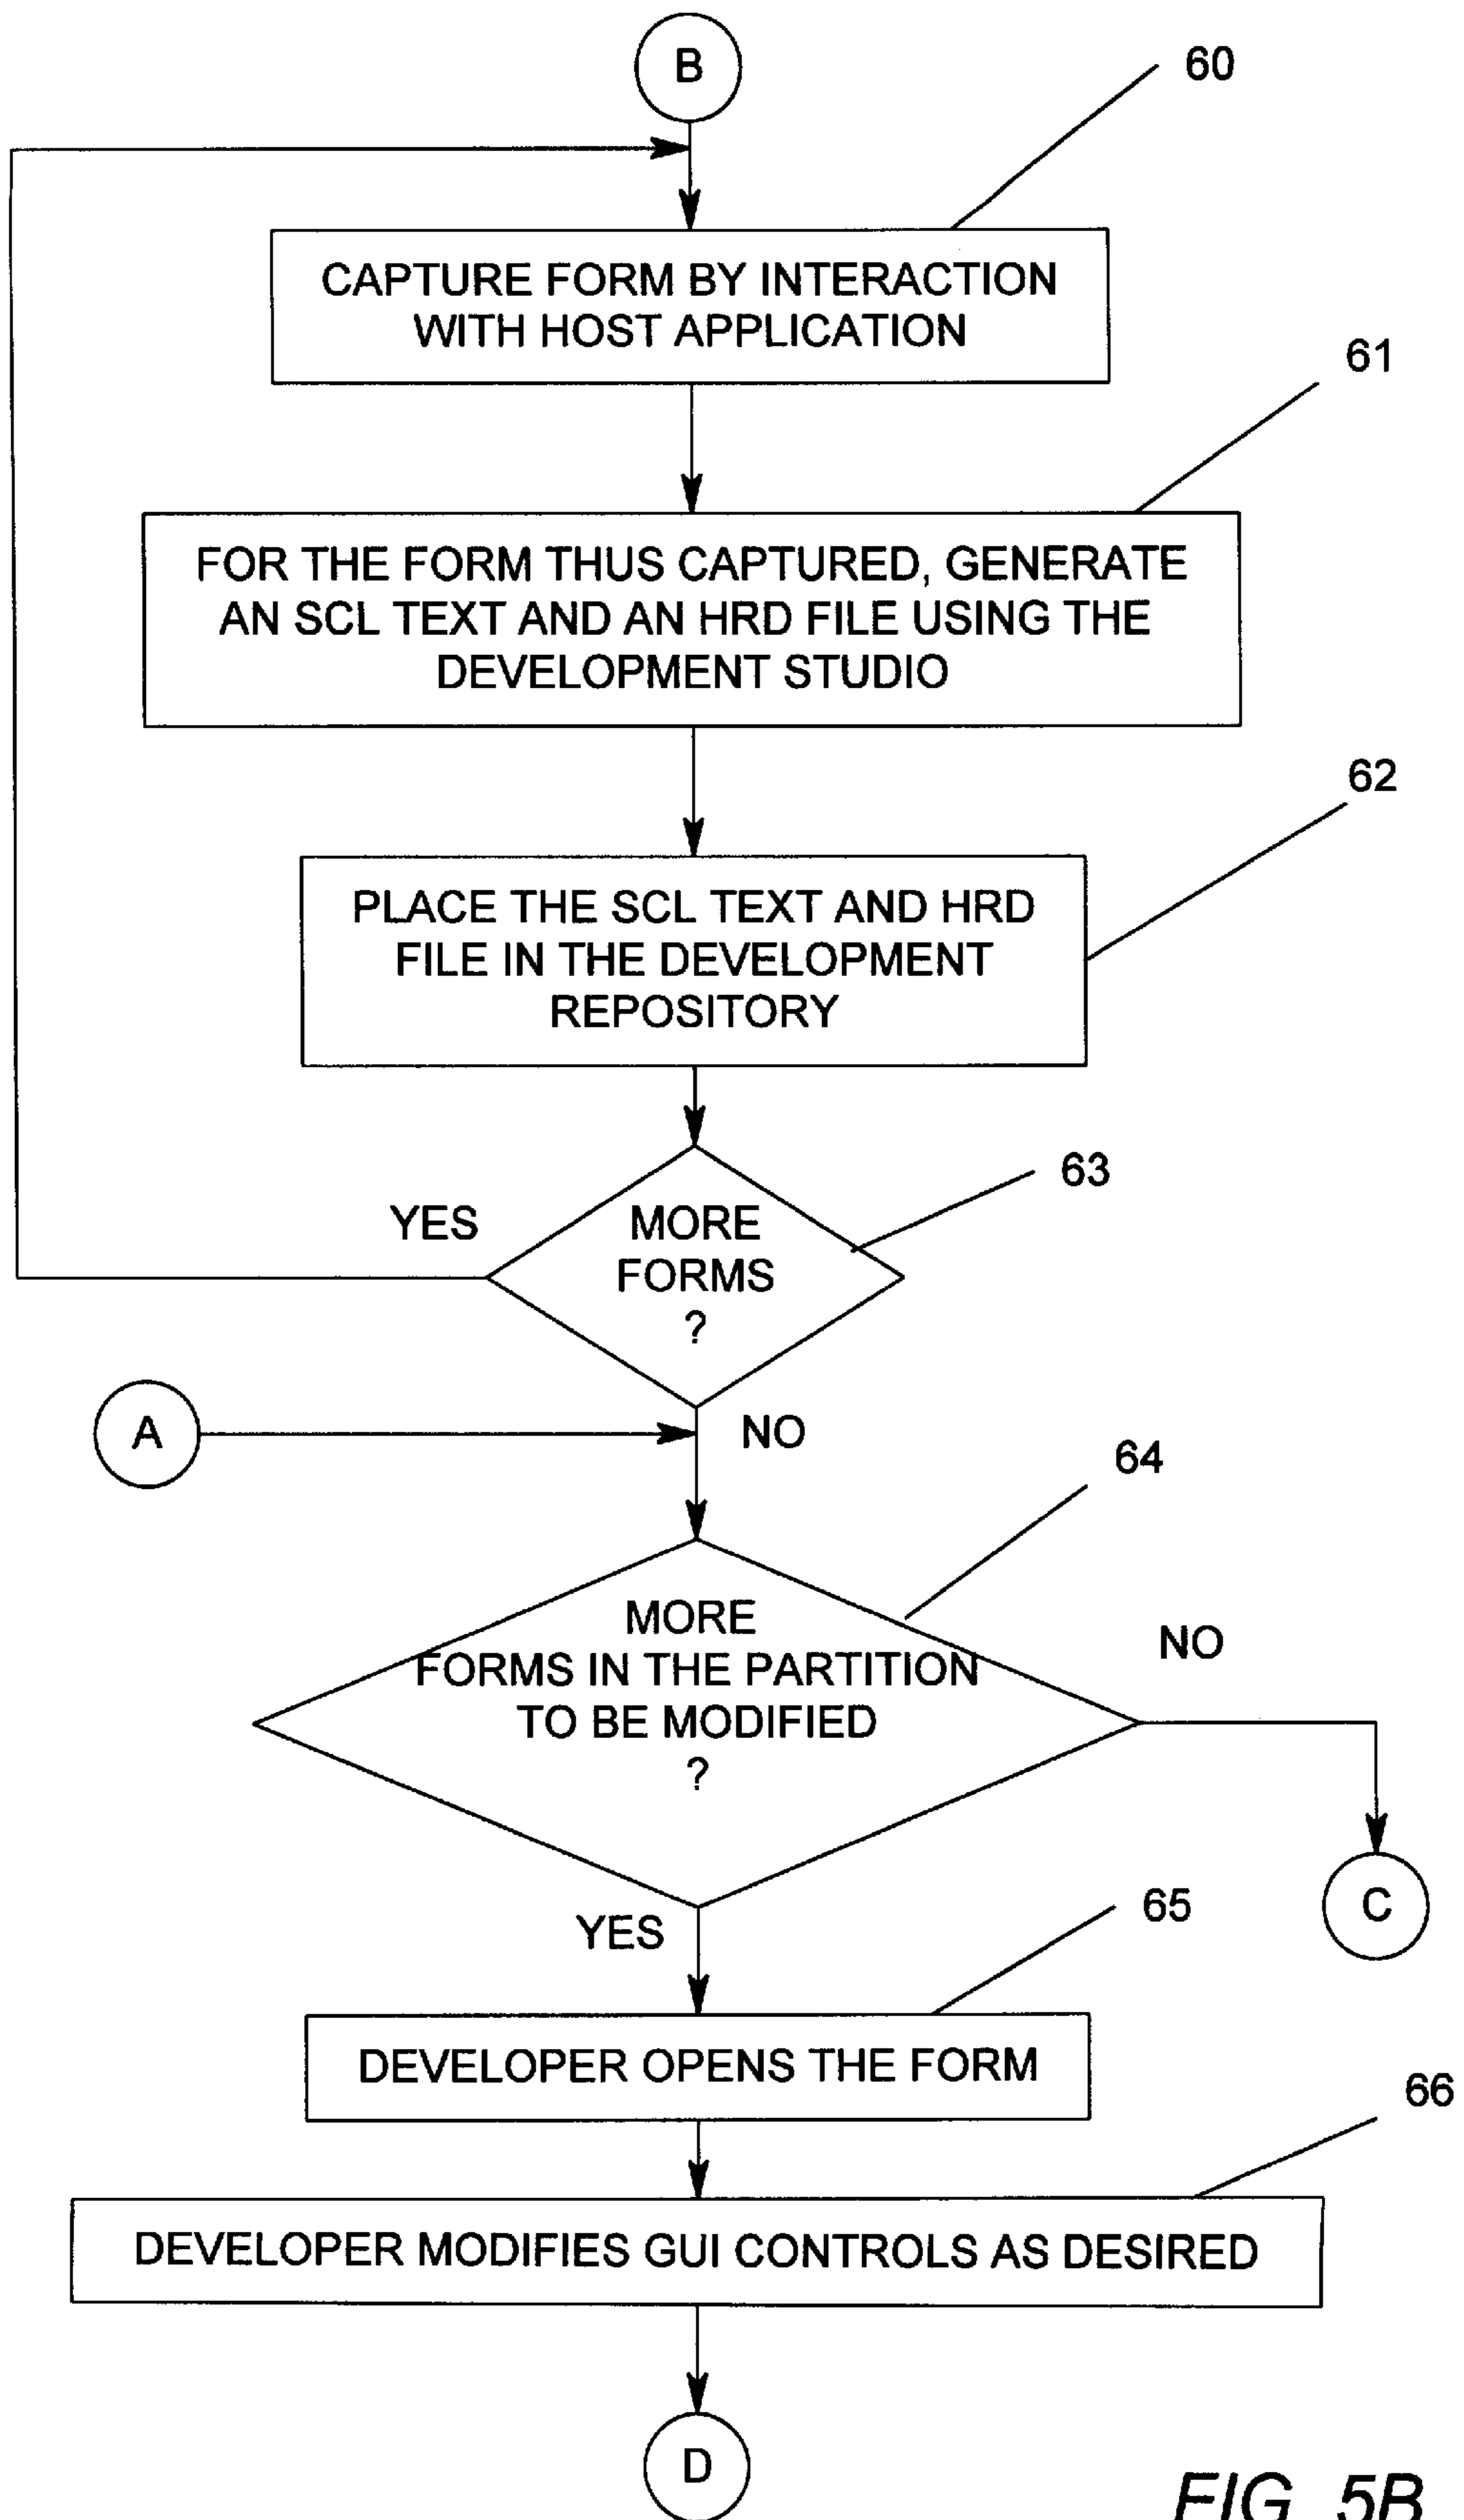 B
60
CAPTURE FORM BY INTERACTION
WITH HOST APPLICATION
61
FOR THE FORM THUS CAPTURED, GENERATE
AN SCL TEXT AND AN HRD FILE USING THE
DEVELOPMENT STUDIO
62
PLACE THE SCL TEXT AND HRD
FILE IN THE DEVELOPMENT
REPOSITORY
63
YES
MORE
FORMS
?
A
NO
64
MORE
FORMS IN THE PARTITION
TO BE MODIFIED
?
NO
C
YES
65
DEVELOPER OPENS THE FORM
66
DEVELOPER MODIFIES GUI CONTROLS AS DESIRED
D
FIG. 5B